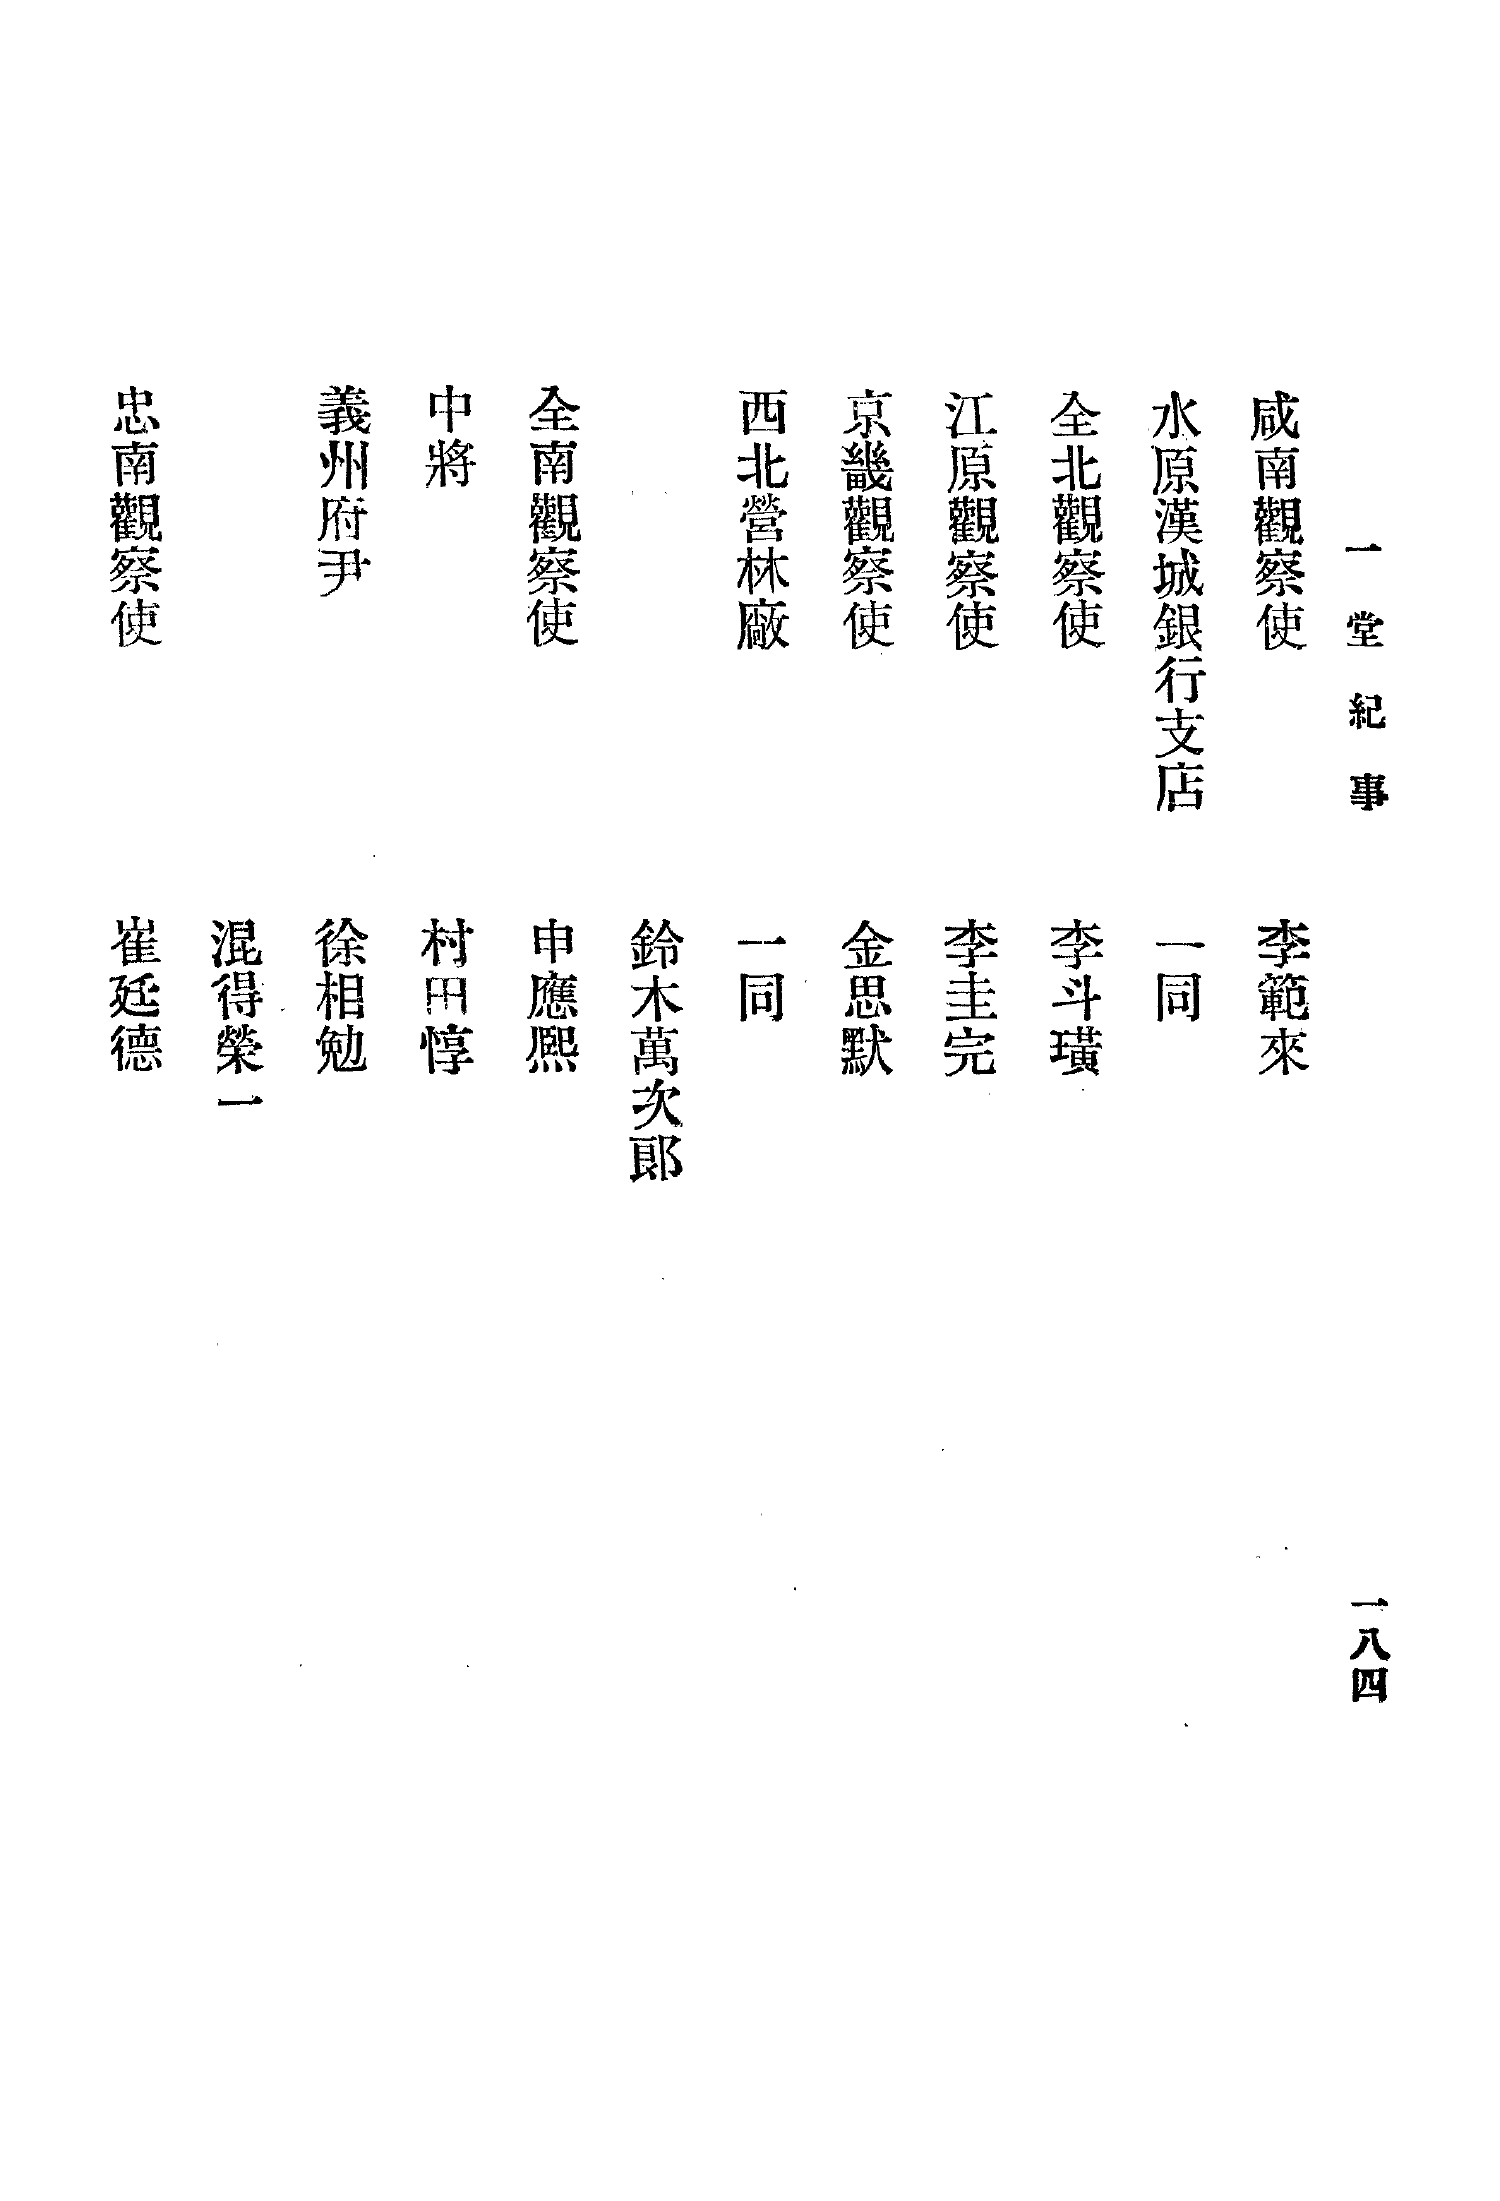 一堂紀事 一八四
咸南觀察使 李範來
水原漢城銀行支店 一同
全北觀察使 李斗璜
江原觀察使 李圭完
京畿觀察使 金思默
西北營林廠 一同
鈴木萬次郎
全南觀察使 申應熙
中將 村田惇
義州府尹 徐相勉
混得榮一
忠南觀察使 崔廷德